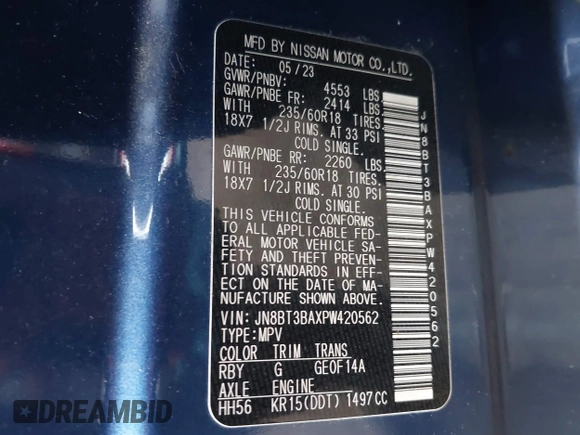 MFD BY NISSAN MOTOR CO.,LTD.
DATE: 05/23
GVWR/PNBV: 4553 LBS
GAWR/PNBE FR: 2414 LBS
WITH 235/60R18 TIRES.
18X7 1/2J RIMS. AT 33 PSI
COLD SINGLE.
GAWR/PNBE RR: 2260 LBS
WITH 235/60R18 TIRES.
18X7 1/2J RIMS. AT 30 PSI
COLD SINGLE.
THIS VEHICLE CONFORMS
TO ALL APPLICABLE FED-
ERAL MOTOR VEHICLE SA-
FETY AND THEFT PREVEN-
TION STANDARDS IN EFF-
ECT ON THE DATE OF MA-
NUFACTURE SHOWN ABOVE.
VIN: JN8BT3BAXPW420562
TYPE:MPV
COLOR TRIM TRANS
RBY G GE0F14A
AXLE ENGINE
HH56 KR15(DDT) 1497CC
JN8BT3BAXPW420562
DREAMBID